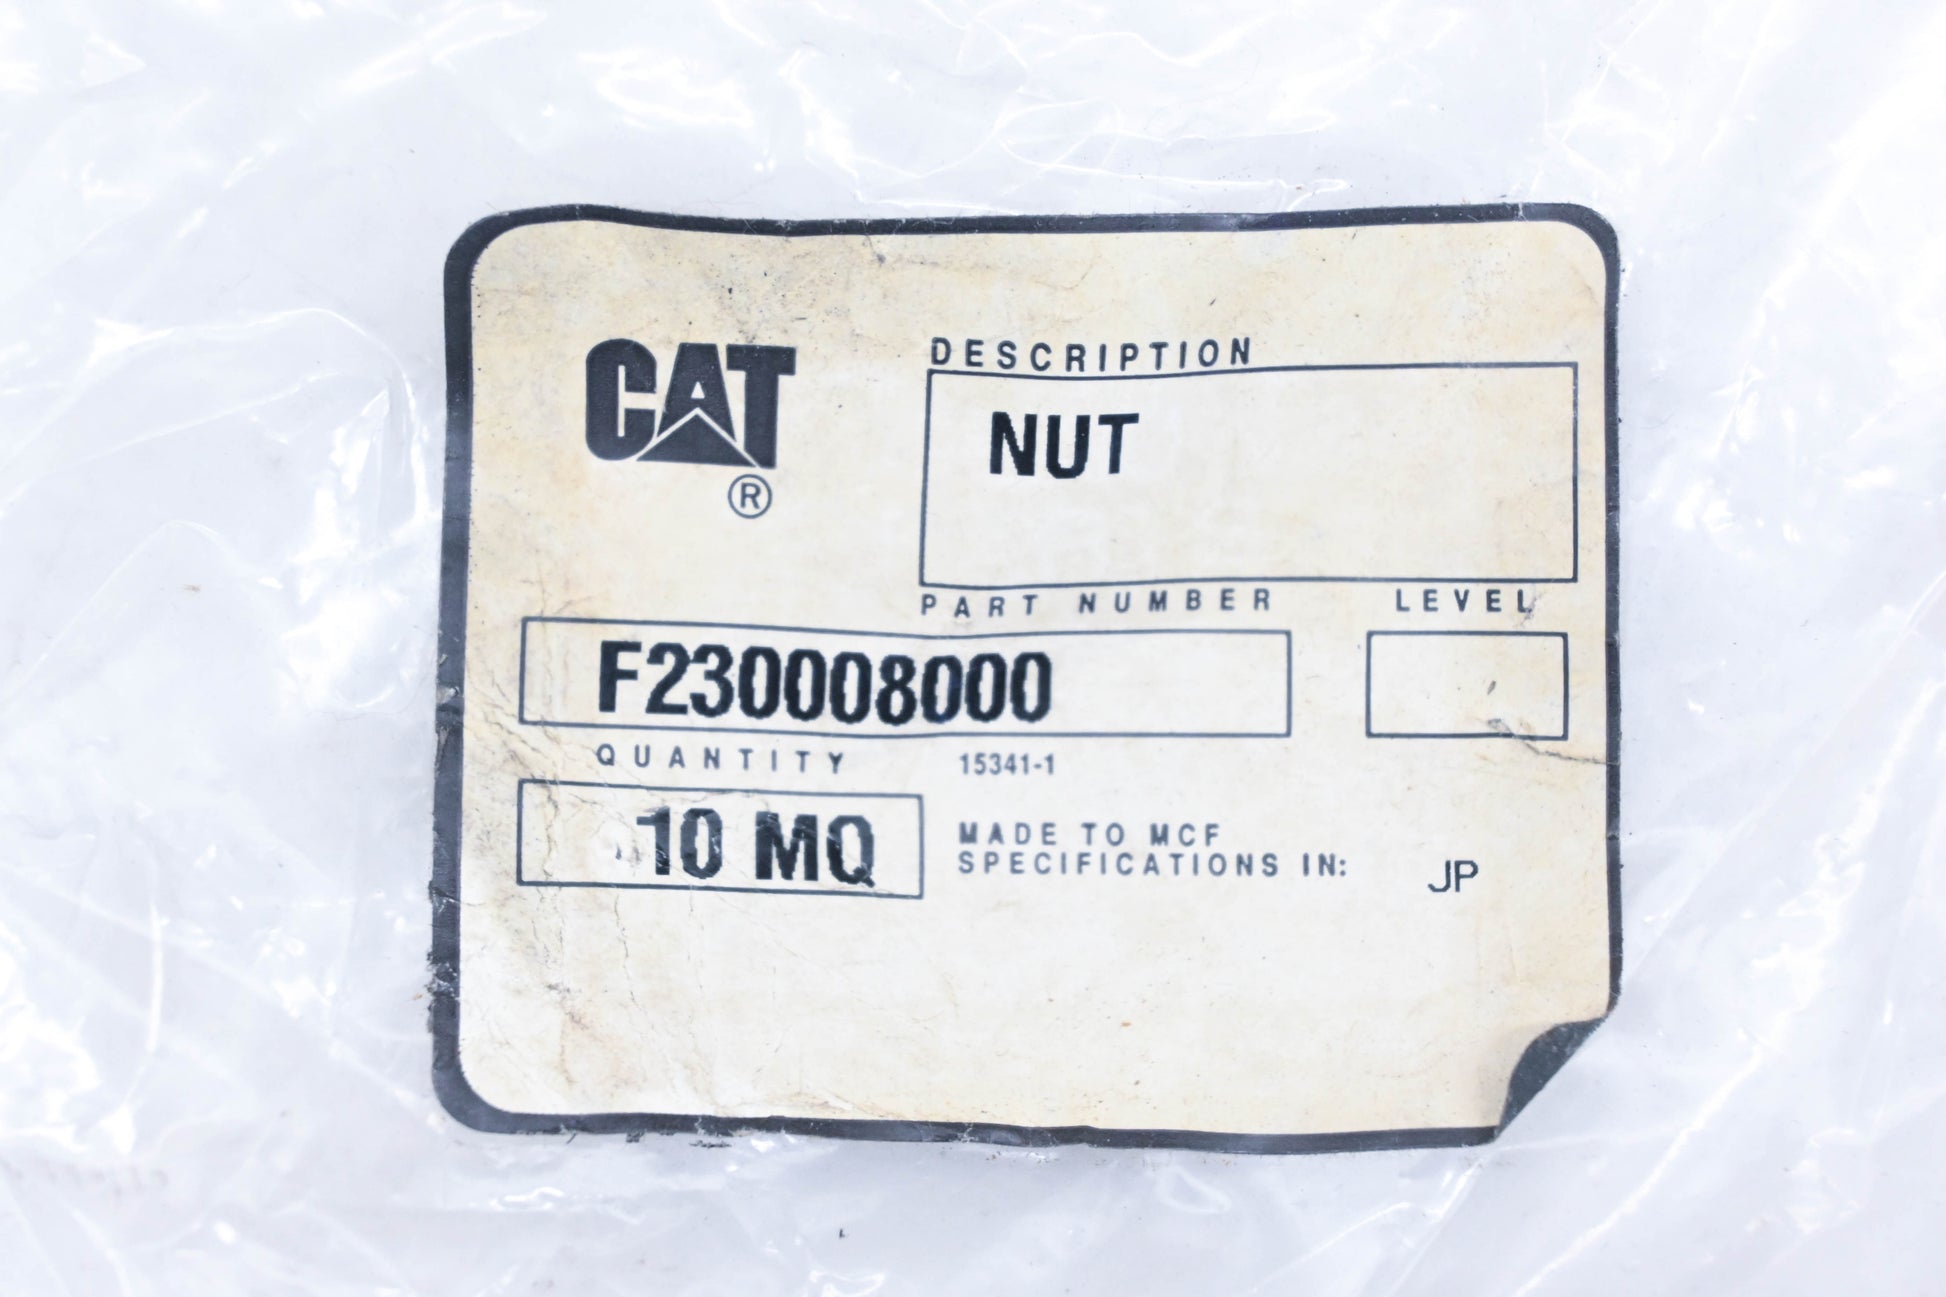 CAT
®
DESCRIPTION
NUT
PART NUMBER LEVEL
F230008000
QUANTITY 15341-1
10 MQ
MADE TO MCF
SPECIFICATIONS IN: JP